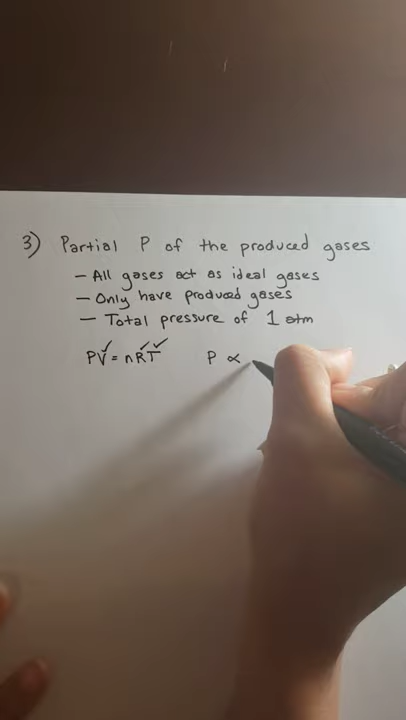 3) Partial P of the produced gases
- All gases act as ideal gases
- Only have produced gases
- Total pressure of 1 atm
PV = nRT P ∝